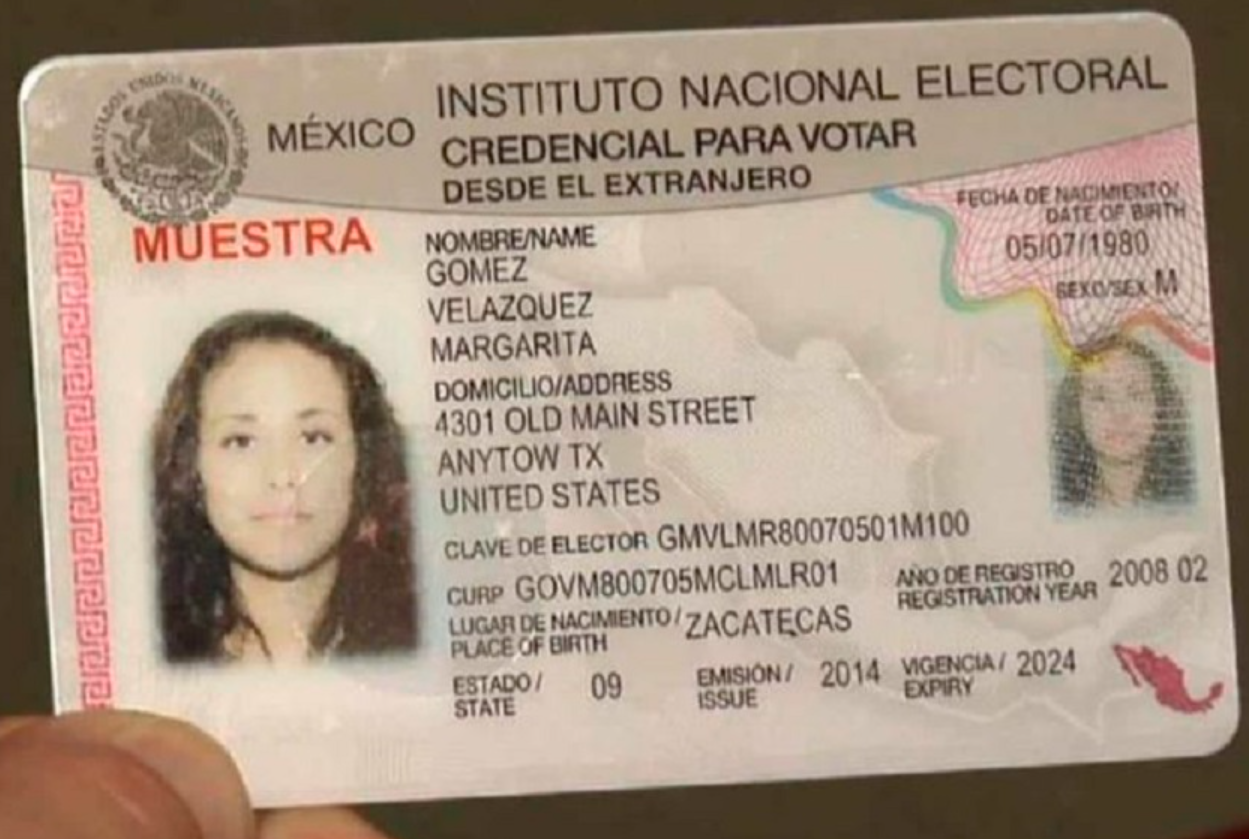 ESTADOS UNIDOS MEXICANOS
MÉXICO
INSTITUTO NACIONAL ELECTORAL
CREDENCIAL PARA VOTAR
DESDE EL EXTRANJERO
MUESTRA
FECHA DE NACIMIENTO/
DATE OF BIRTH
05/07/1980
SEXO/SEX M
NOMBRE/NAME
GOMEZ
VELAZQUEZ
MARGARITA
DOMICILIO/ADDRESS
4301 OLD MAIN STREET
ANYTOW TX
UNITED STATES
CLAVE DE ELECTOR GMVLMR80070501M100
CURP GOVM800705MCLMLR01
AÑO DE REGISTRO
REGISTRATION YEAR 2008 02
LUGAR DE NACIMIENTO /
PLACE OF BIRTH
ZACATECAS
ESTADO /
STATE
09
EMISIÓN /
ISSUE
2014
VIGENCIA /
EXPIRY
2024